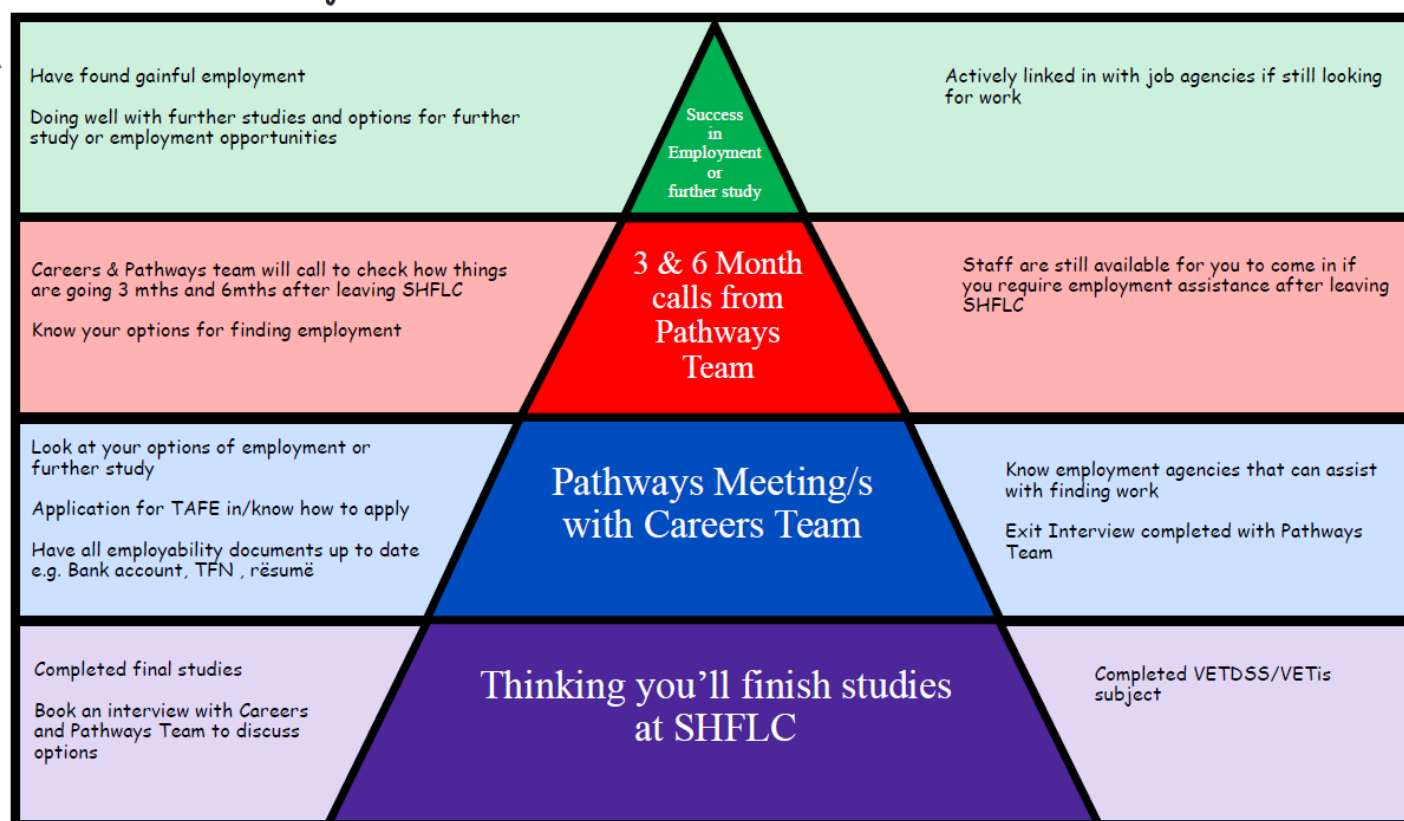 Have found gainful employment
Doing well with further studies and options for further
study or employment opportunities
Success
in
Employment
or
further study
Actively linked in with job agencies if still looking
for work
Careers & Pathways team will call to check how things
are going 3 mths and 6mths after leaving SHFLC
Know your options for finding employment
3 & 6 Month
calls from
Pathways
Team
Staff are still available for you to come in if
you require employment assistance after leaving
SHFLC
Look at your options of employment or
further study
Application for TAFE in/know how to apply
Have all employability documents up to date
e.g. Bank account, TFN , rësumë
Pathways Meeting/s
with Careers Team
Know employment agencies that can assist
with finding work
Exit Interview completed with Pathways
Team
Completed final studies
Book an interview with Careers
and Pathways Team to discuss
options
Thinking you’ll finish studies
at SHFLC
Completed VETDSS/VETis
subject